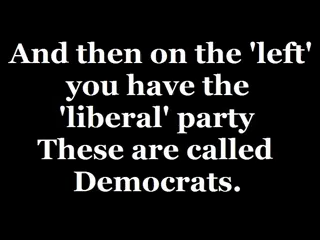 And then on the 'left'
you have the
'liberal' party
These are called
Democrats.